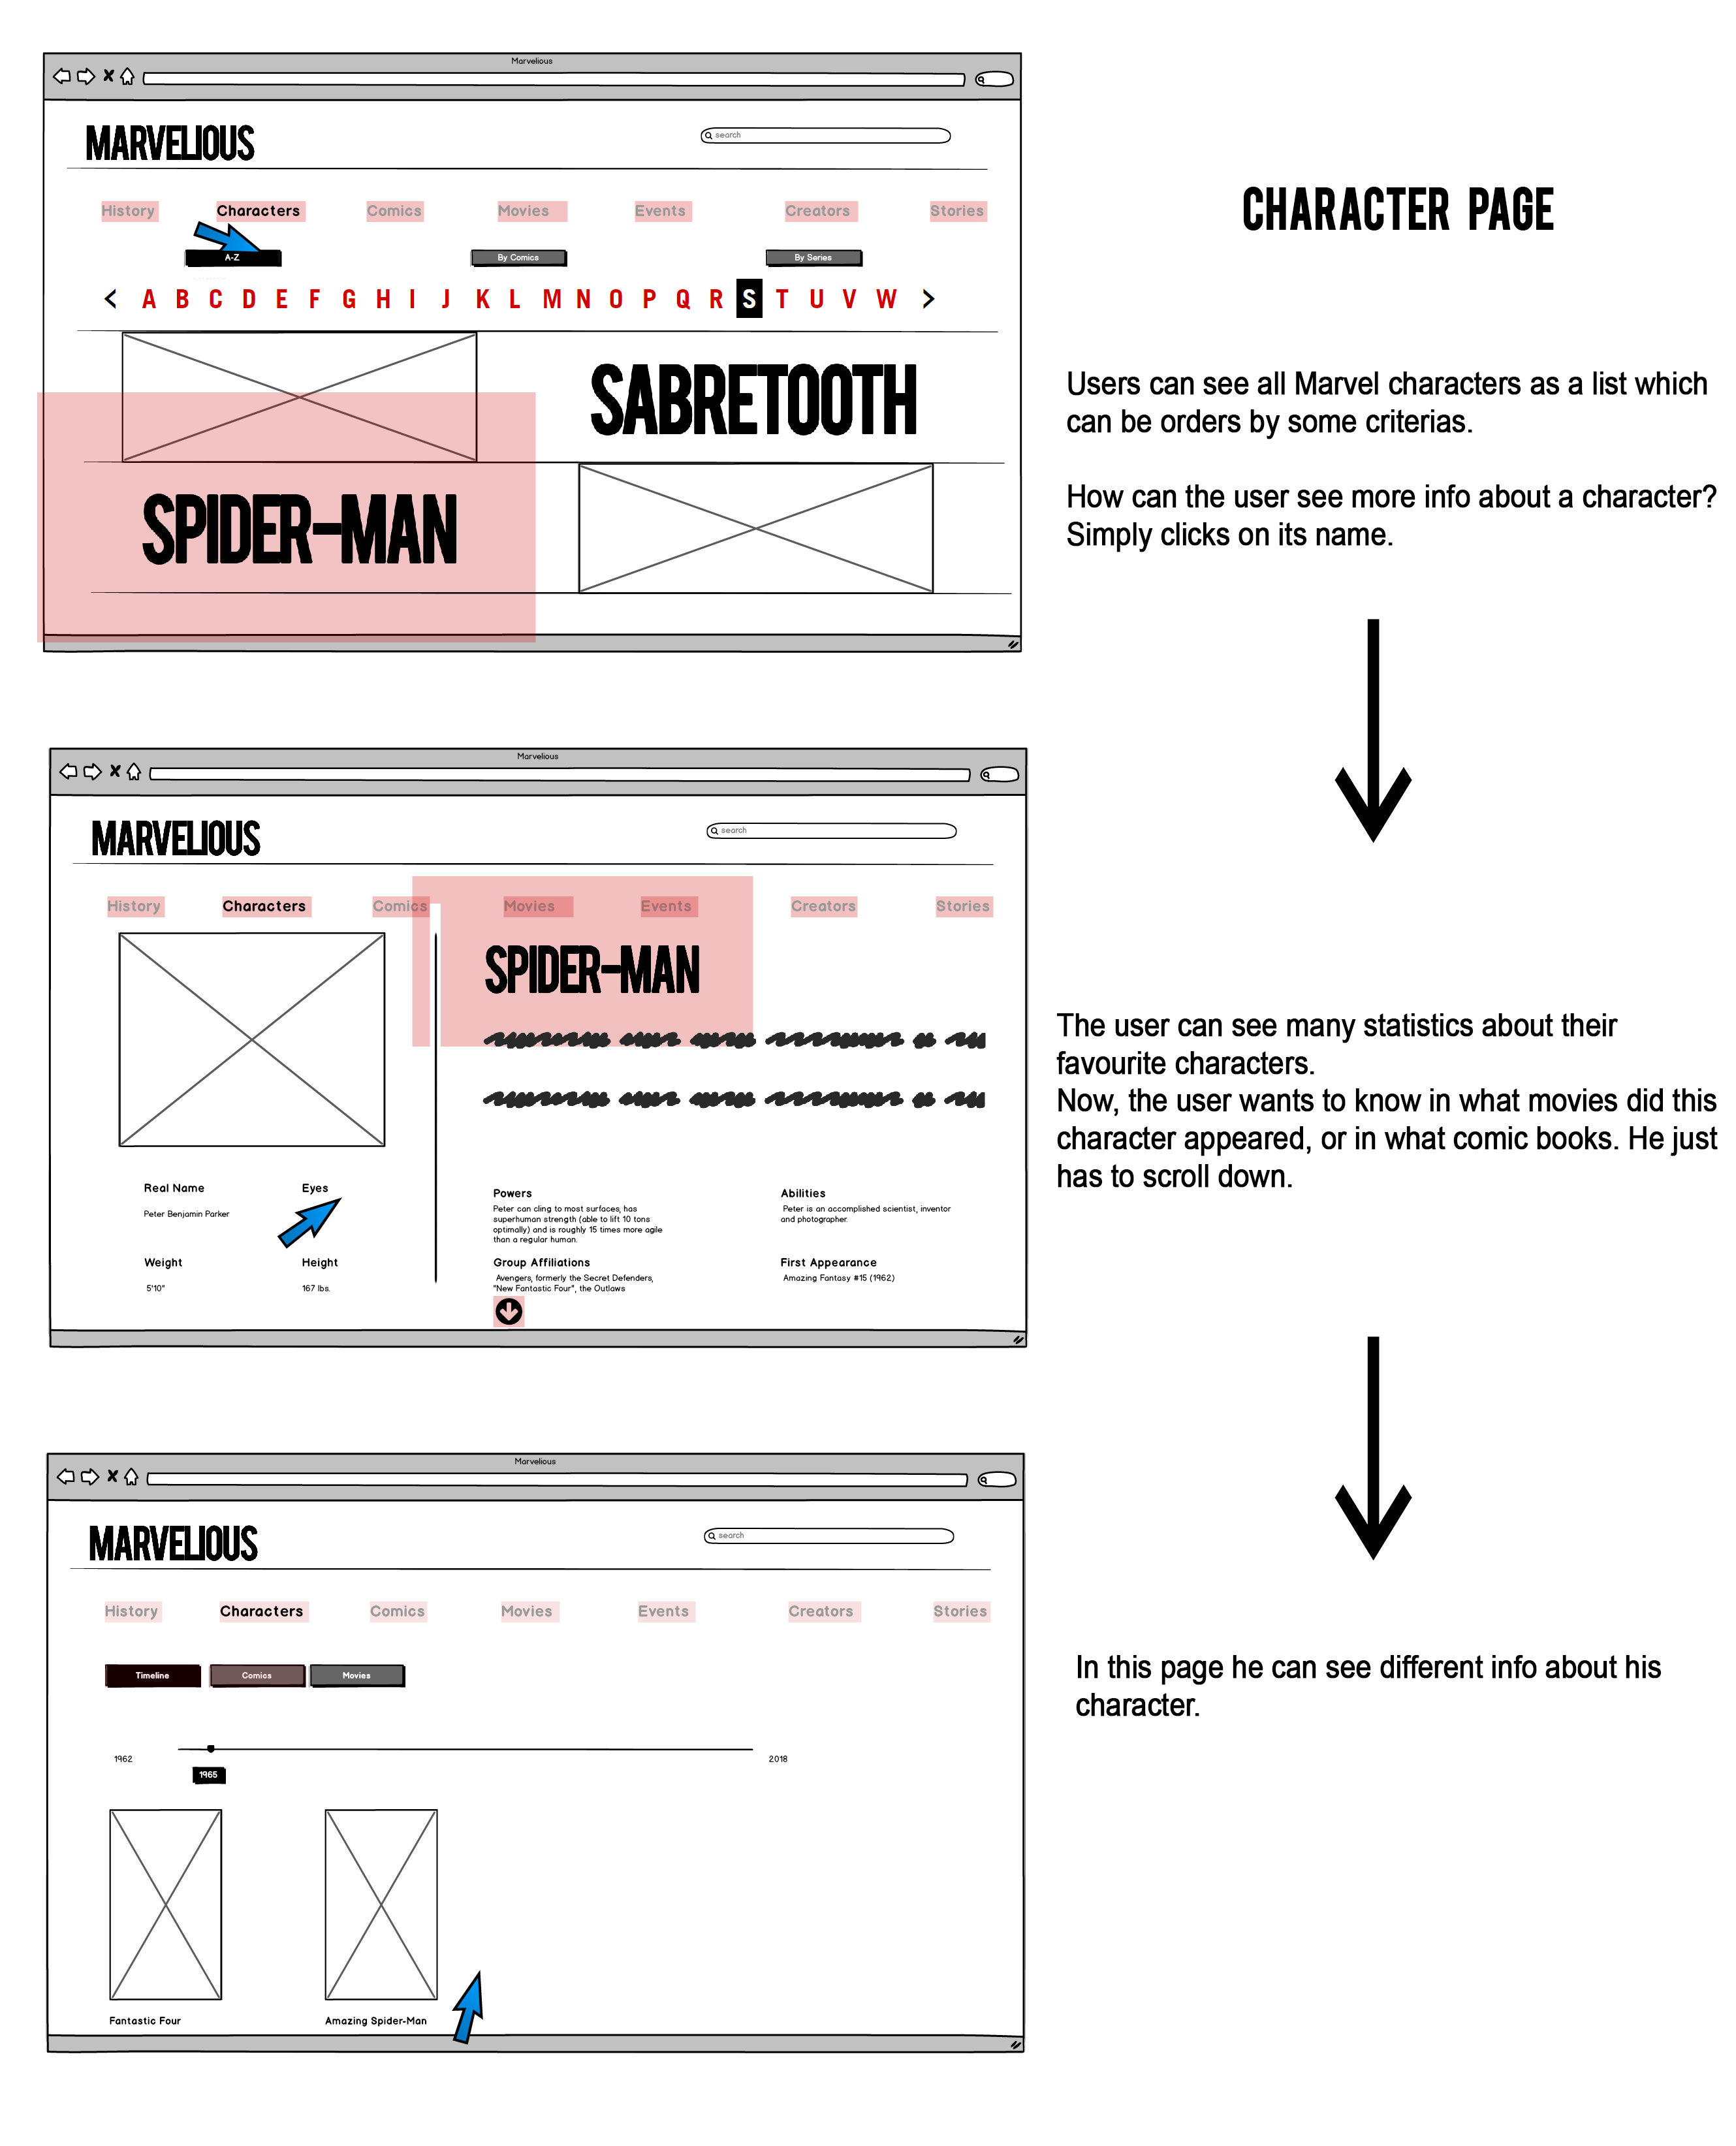 Marvelious
MARVELIOUS
search
History Characters Comics Movies Events Creators Stories
A-Z By Comics By Series
< A B C D E F G H I J K L M N O P Q R S T U V W >
SABRETOOTH
SPIDER-MAN
CHARACTER PAGE
Users can see all Marvel characters as a list which
can be orders by some criterias.
How can the user see more info about a character?
Simply clicks on its name.
Marvelious
MARVELIOUS
search
History Characters Comics Movies Events Creators Stories
SPIDER-MAN
Real Name
Peter Benjamin Parker
Eyes
Weight
5'10"
Height
167 lbs.
Powers
Peter can cling to most surfaces, has
superhuman strength (able to lift 10 tons
optimally) and is roughly 15 times more agile
than a regular human.
Abilities
Peter is an accomplished scientist, inventor
and photographer.
Group Affiliations
Avengers, formerly the Secret Defenders,
"New Fantastic Four", the Outlaws
First Appearance
Amazing Fantasy #15 (1962)
The user can see many statistics about their
favourite characters.
Now, the user wants to know in what movies did this
character appeared, or in what comic books. He just
has to scroll down.
Marvelious
MARVELIOUS
search
History Characters Comics Movies Events Creators Stories
Timeline Comics Movies
1962 2018
1965
Fantastic Four Amazing Spider-Man
In this page he can see different info about his
character.